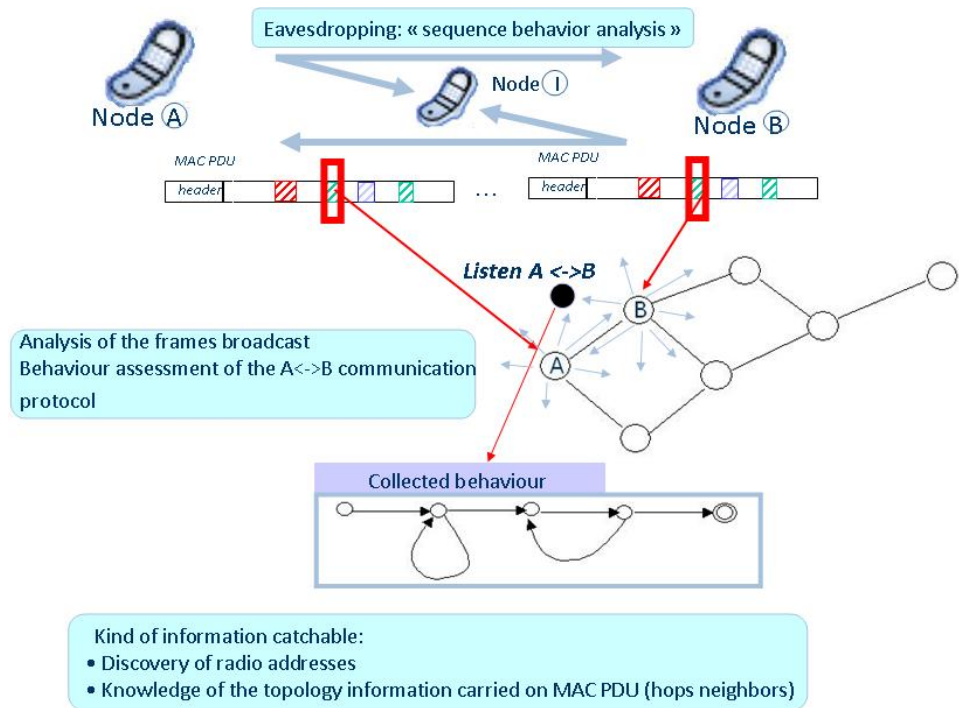 Eavesdropping: « sequence behavior analysis »
Node I
Node A
Node B
MAC PDU
MAC PDU
header
...
header
Listen A <->B
B
A
Analysis of the frames broadcast
Behaviour assessment of the A<->B communication
protocol
Collected behaviour
Kind of information catchable:
• Discovery of radio addresses
• Knowledge of the topology information carried on MAC PDU (hops neighbors)